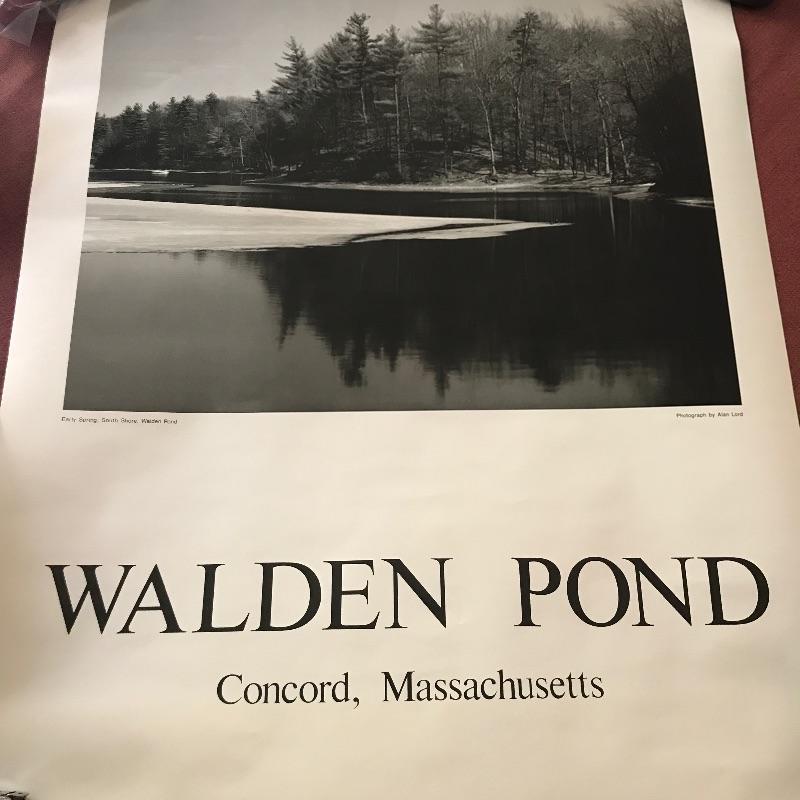 Early Spring, South Shore, Walden Pond
Photograph by Alan Lord
WALDEN POND
Concord, Massachusetts